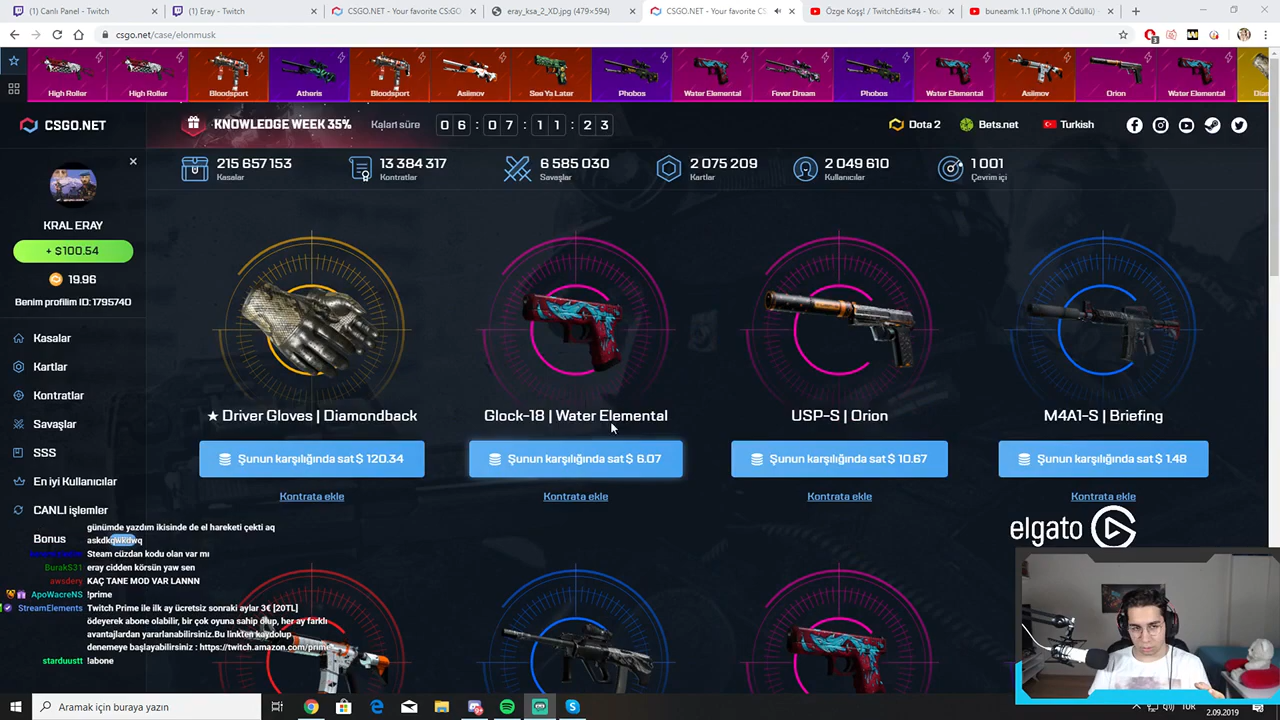 (1) Canlı Panel - Twitch
(1) Eray - Twitch
CSGO.NET - Your favorite CS:GO
eray_ksa_2_XD.jpg (479×594)
CSGO.NET - Your favorite CS
Özge Koşş! / TwitchEdits#4 - You
buneamk 1.1 (iPhone X Ödüllü) -
csgo.net/case/elonmusk
High Roller
High Roller
Bloodsport
Atheris
Bloodsport
Asiimov
See Ya Later
Phobos
Water Elemental
Fever Dream
Phobos
Water Elemental
Asiimov
Orion
Water Elemental
CSGO.NET
KNOWLEDGE WEEK 35%
Kalan süre
06:07:11:23
Dota 2
Bets.net
Turkish
215 657 153
Kasalar
13 384 317
Kontratlar
6 585 030
Savaşlar
2 075 209
Kartlar
2 049 610
Kullanıcılar
1 001
Çevrim içi
KRAL ERAY
+ $100.54
19.96
Benim profilim ID: 1795740
Kasalar
Kartlar
Kontratlar
Savaşlar
SSS
En iyi Kullanıcılar
CANLI işlemler
Bonus
★ Driver Gloves | Diamondback
Glock-18 | Water Elemental
USP-S | Orion
M4A1-S | Briefing
Şunun karşılığında sat $ 120.34
Şunun karşılığında sat $ 6.07
Şunun karşılığında sat $ 10.67
Şunun karşılığında sat $ 1.48
Kontrata ekle
Kontrata ekle
Kontrata ekle
Kontrata ekle
günümde yazdım ikisinde de el hareketi çekti aq
askdkqwkdwq
Steam cüzdan kodu olan var mı
BurakS31 eray cidden körsün yaw sen
awsdery KAÇ TANE MOD VAR LANNN
ApoWacreNS !prime
StreamElements Twitch Prime ile ilk ay ücretsiz sonraki aylar 3€ [20TL]
ödeyerek abone olabilir, bir çok oyuna sahip olur, her ay farklı
avantajlardan yararlanabilirsiniz.Bu linkten kaydolup
denemeye başlayabilirsiniz : https://twitch.amazon.com/prime
starduustt !abone
elgato
Aramak için buraya yazın
TUR
2.09.2019